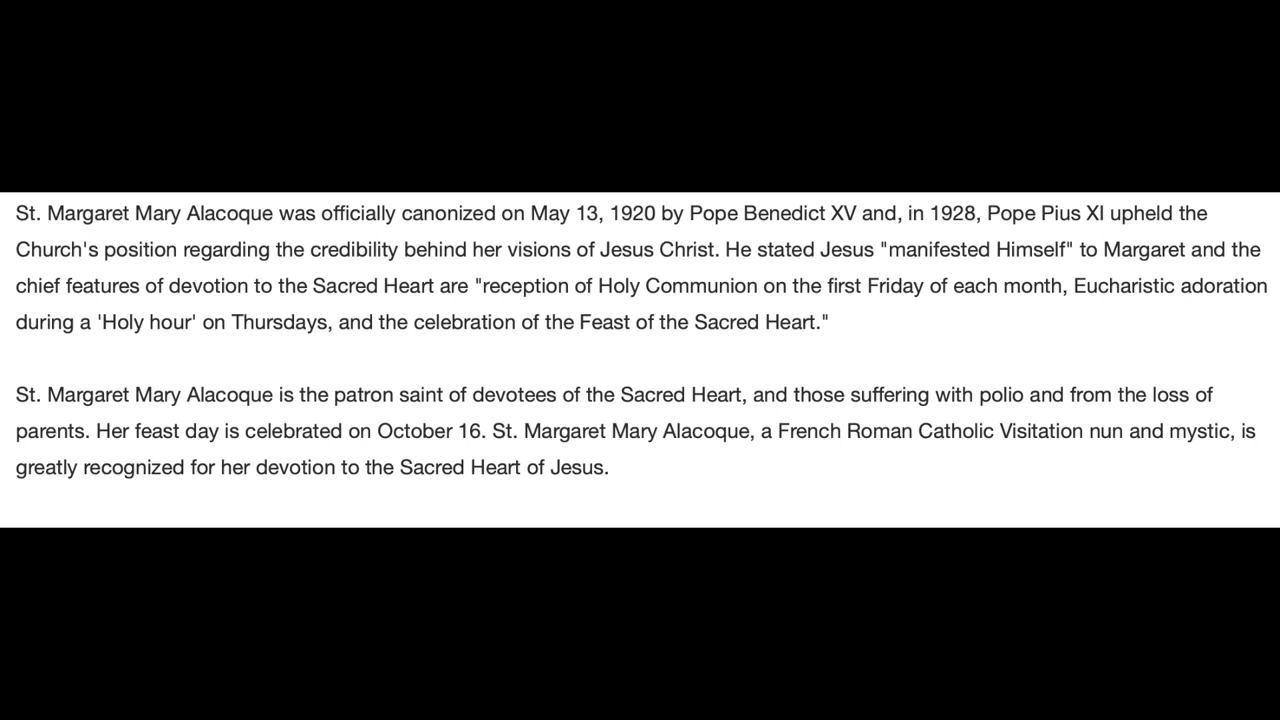 St. Margaret Mary Alacoque was officially canonized on May 13, 1920 by Pope Benedict XV and, in 1928, Pope Pius XI upheld the
Church's position regarding the credibility behind her visions of Jesus Christ. He stated Jesus "manifested Himself" to Margaret and the
chief features of devotion to the Sacred Heart are "reception of Holy Communion on the first Friday of each month, Eucharistic adoration
during a 'Holy hour' on Thursdays, and the celebration of the Feast of the Sacred Heart."
St. Margaret Mary Alacoque is the patron saint of devotees of the Sacred Heart, and those suffering with polio and from the loss of
parents. Her feast day is celebrated on October 16. St. Margaret Mary Alacoque, a French Roman Catholic Visitation nun and mystic, is
greatly recognized for her devotion to the Sacred Heart of Jesus.